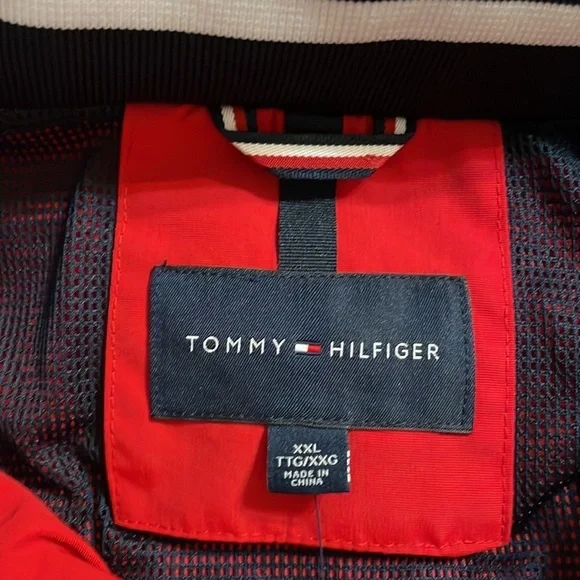 TOMMY HILFIGER
XXL
TTG/XXG
MADE IN
CHINA